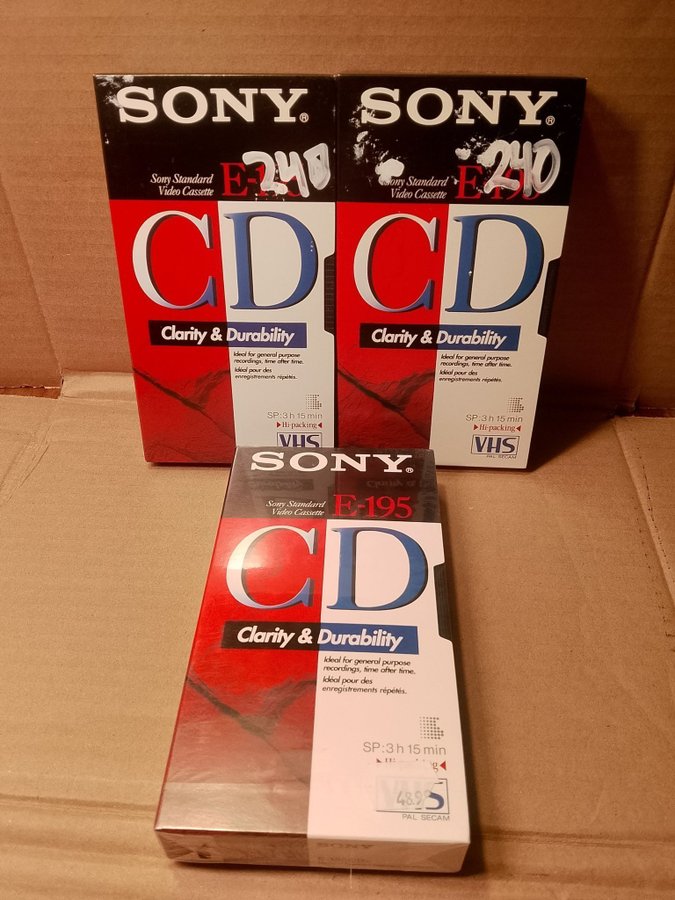 SONY®
240
Sony Standard
Video Cassette
CD
Clarity & Durability
Ideal for general purpose
recordings, time after time.
Idéal pour des
enregistrements répétés.
SP:3 h 15 min
Hi-packing
VHS
SONY®
240
Sony Standard
Video Cassette E-195
CD
Clarity & Durability
Ideal for general purpose
recordings, time after time.
Idéal pour des
enregistrements répétés.
SP:3 h 15 min
Hi-packing
VHS
PAL SECAM
SONY®
Sony Standard
Video Cassette E-195
CD
Clarity & Durability
Ideal for general purpose
recordings, time after time.
Idéal pour des
enregistrements répétés.
SP:3 h 15 min
VHS
PAL SECAM